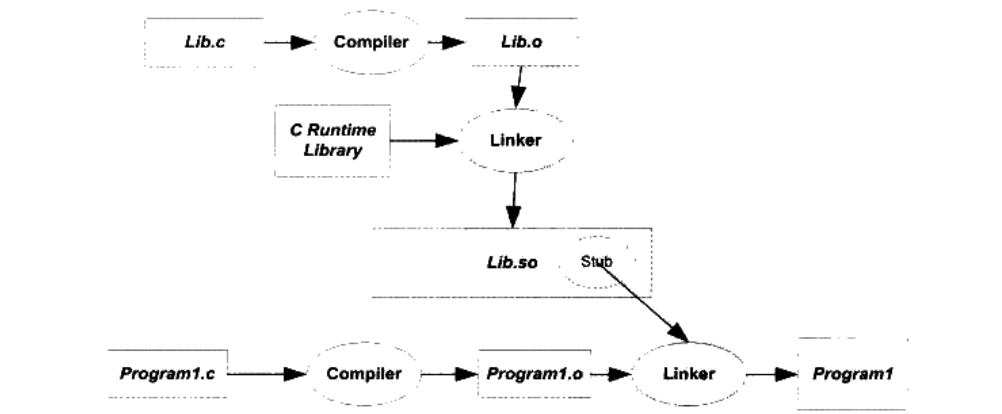 Lib.c
Compiler
Lib.o
C Runtime
Library
Linker
Lib.so
Stub
Program1.c
Compiler
Program1.o
Linker
Program1